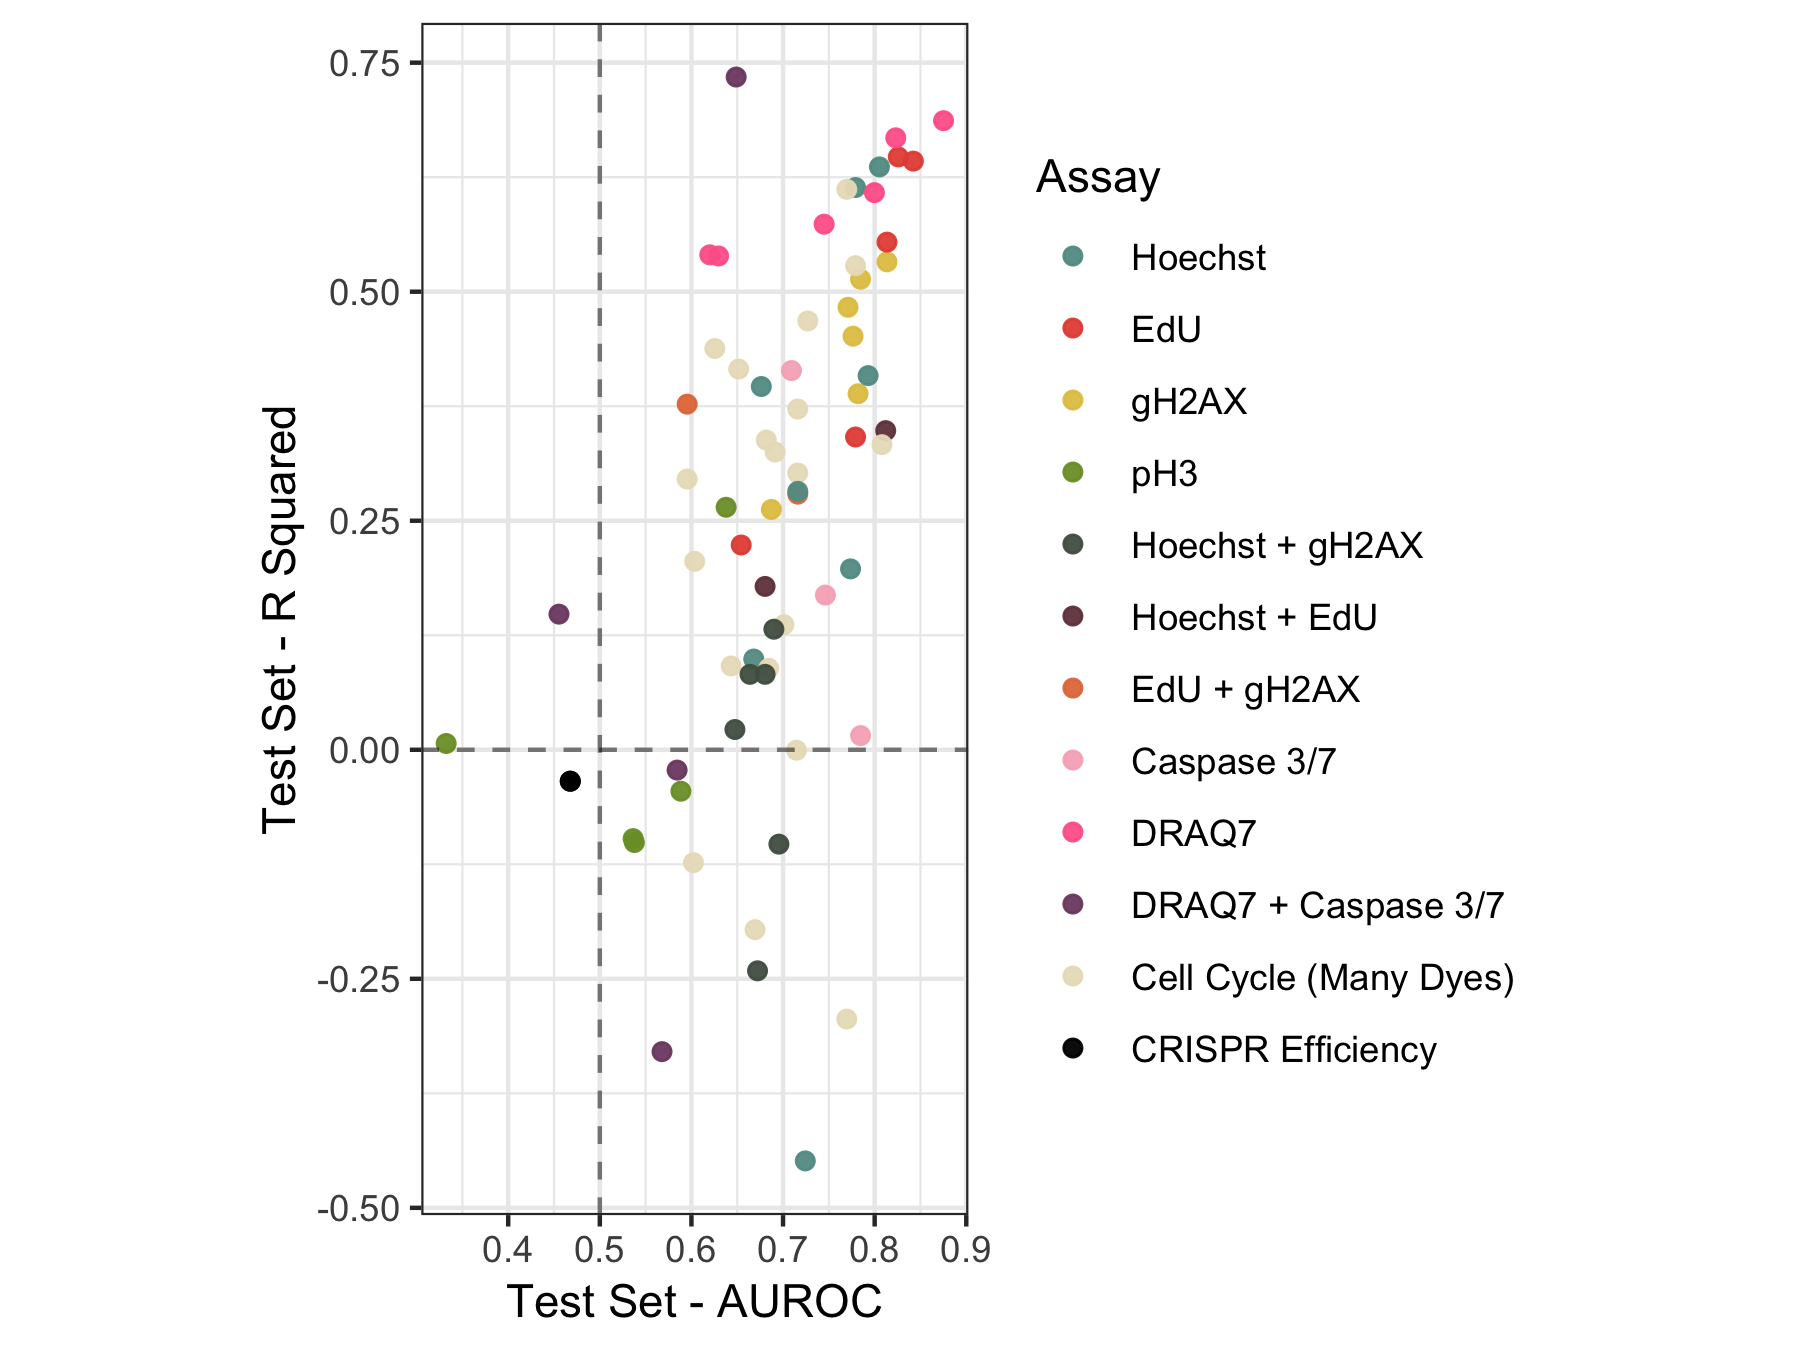 0.75
0.50
0.25
0.00
-0.25
-0.50
Test Set - R Squared
0.4 0.5 0.6 0.7 0.8 0.9
Test Set - AUROC
Assay
Hoechst
EdU
gH2AX
pH3
Hoechst + gH2AX
Hoechst + EdU
EdU + gH2AX
Caspase 3/7
DRAQ7
DRAQ7 + Caspase 3/7
Cell Cycle (Many Dyes)
CRISPR Efficiency